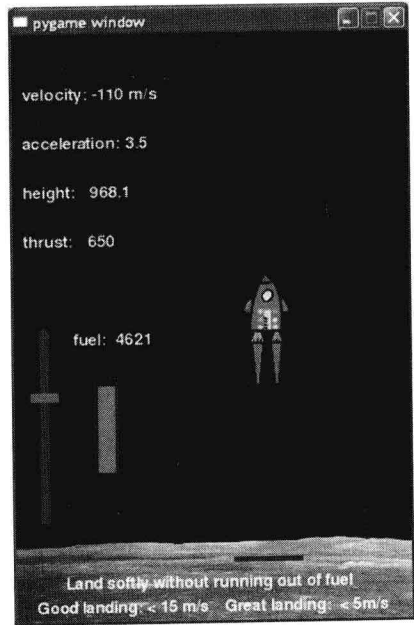 pygame window
velocity: -110 m/s
acceleration: 3.5
height: 968.1
thrust: 650
fuel: 4621
Land softly without running out of fuel
Good landing: < 15 m/s Great landing: < 5m/s